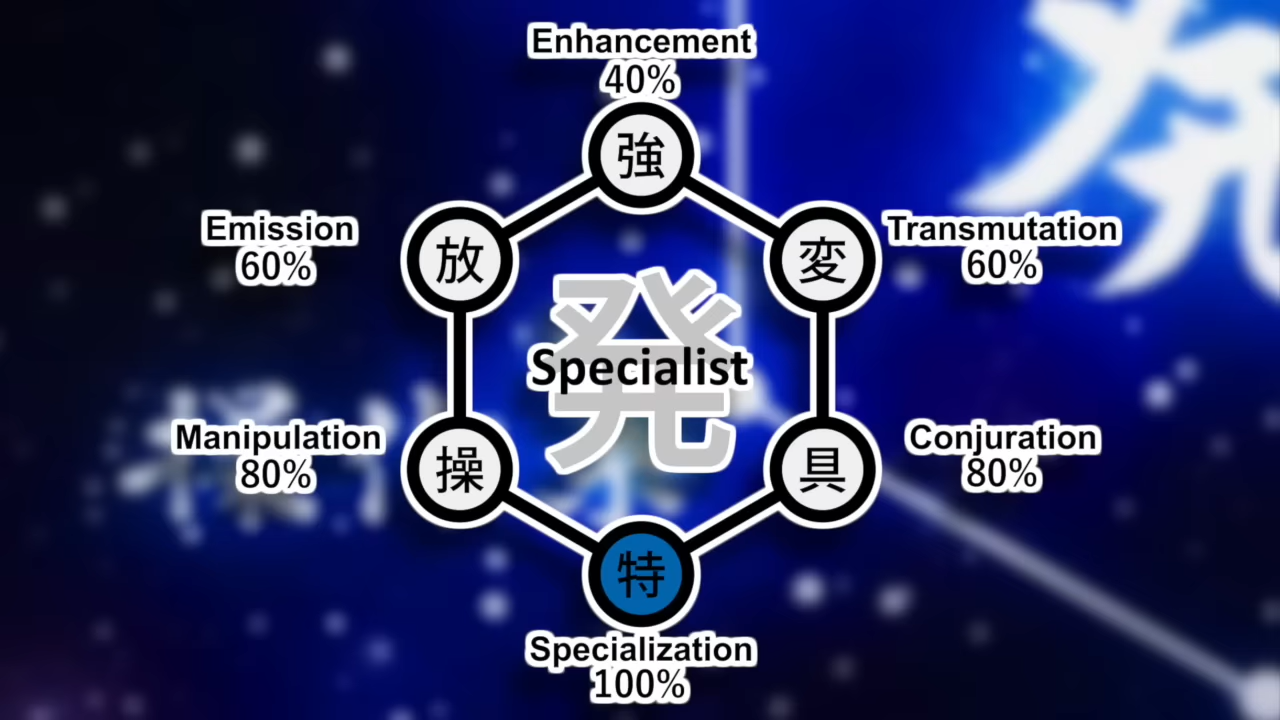 Enhancement
40%
強
Emission
60%
放
変
Transmutation
60%
発
Specialist
Manipulation
80%
操
具
Conjuration
80%
特
Specialization
100%